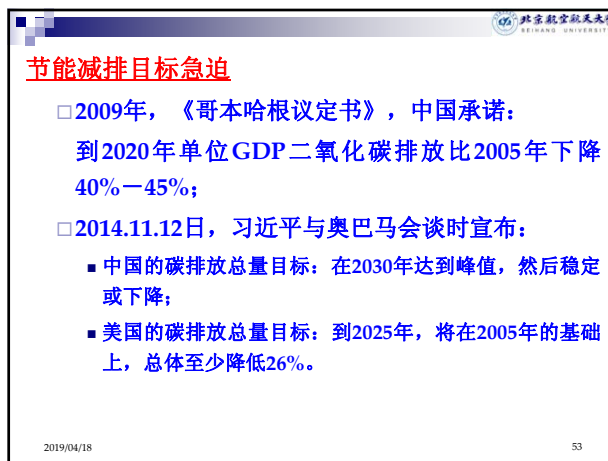 北京航空航天大学
BEIHANG UNIVERSITY
节能减排目标急迫
2009年，《哥本哈根议定书》，中国承诺：
到2020年单位GDP二氧化碳排放比2005年下降
40%－45%；
2014.11.12日，习近平与奥巴马会谈时宣布：
中国的碳排放总量目标：在2030年达到峰值，然后稳定
或下降；
美国的碳排放总量目标：到2025年，将在2005年的基础
上，总体至少降低26%。
2019/04/18
53